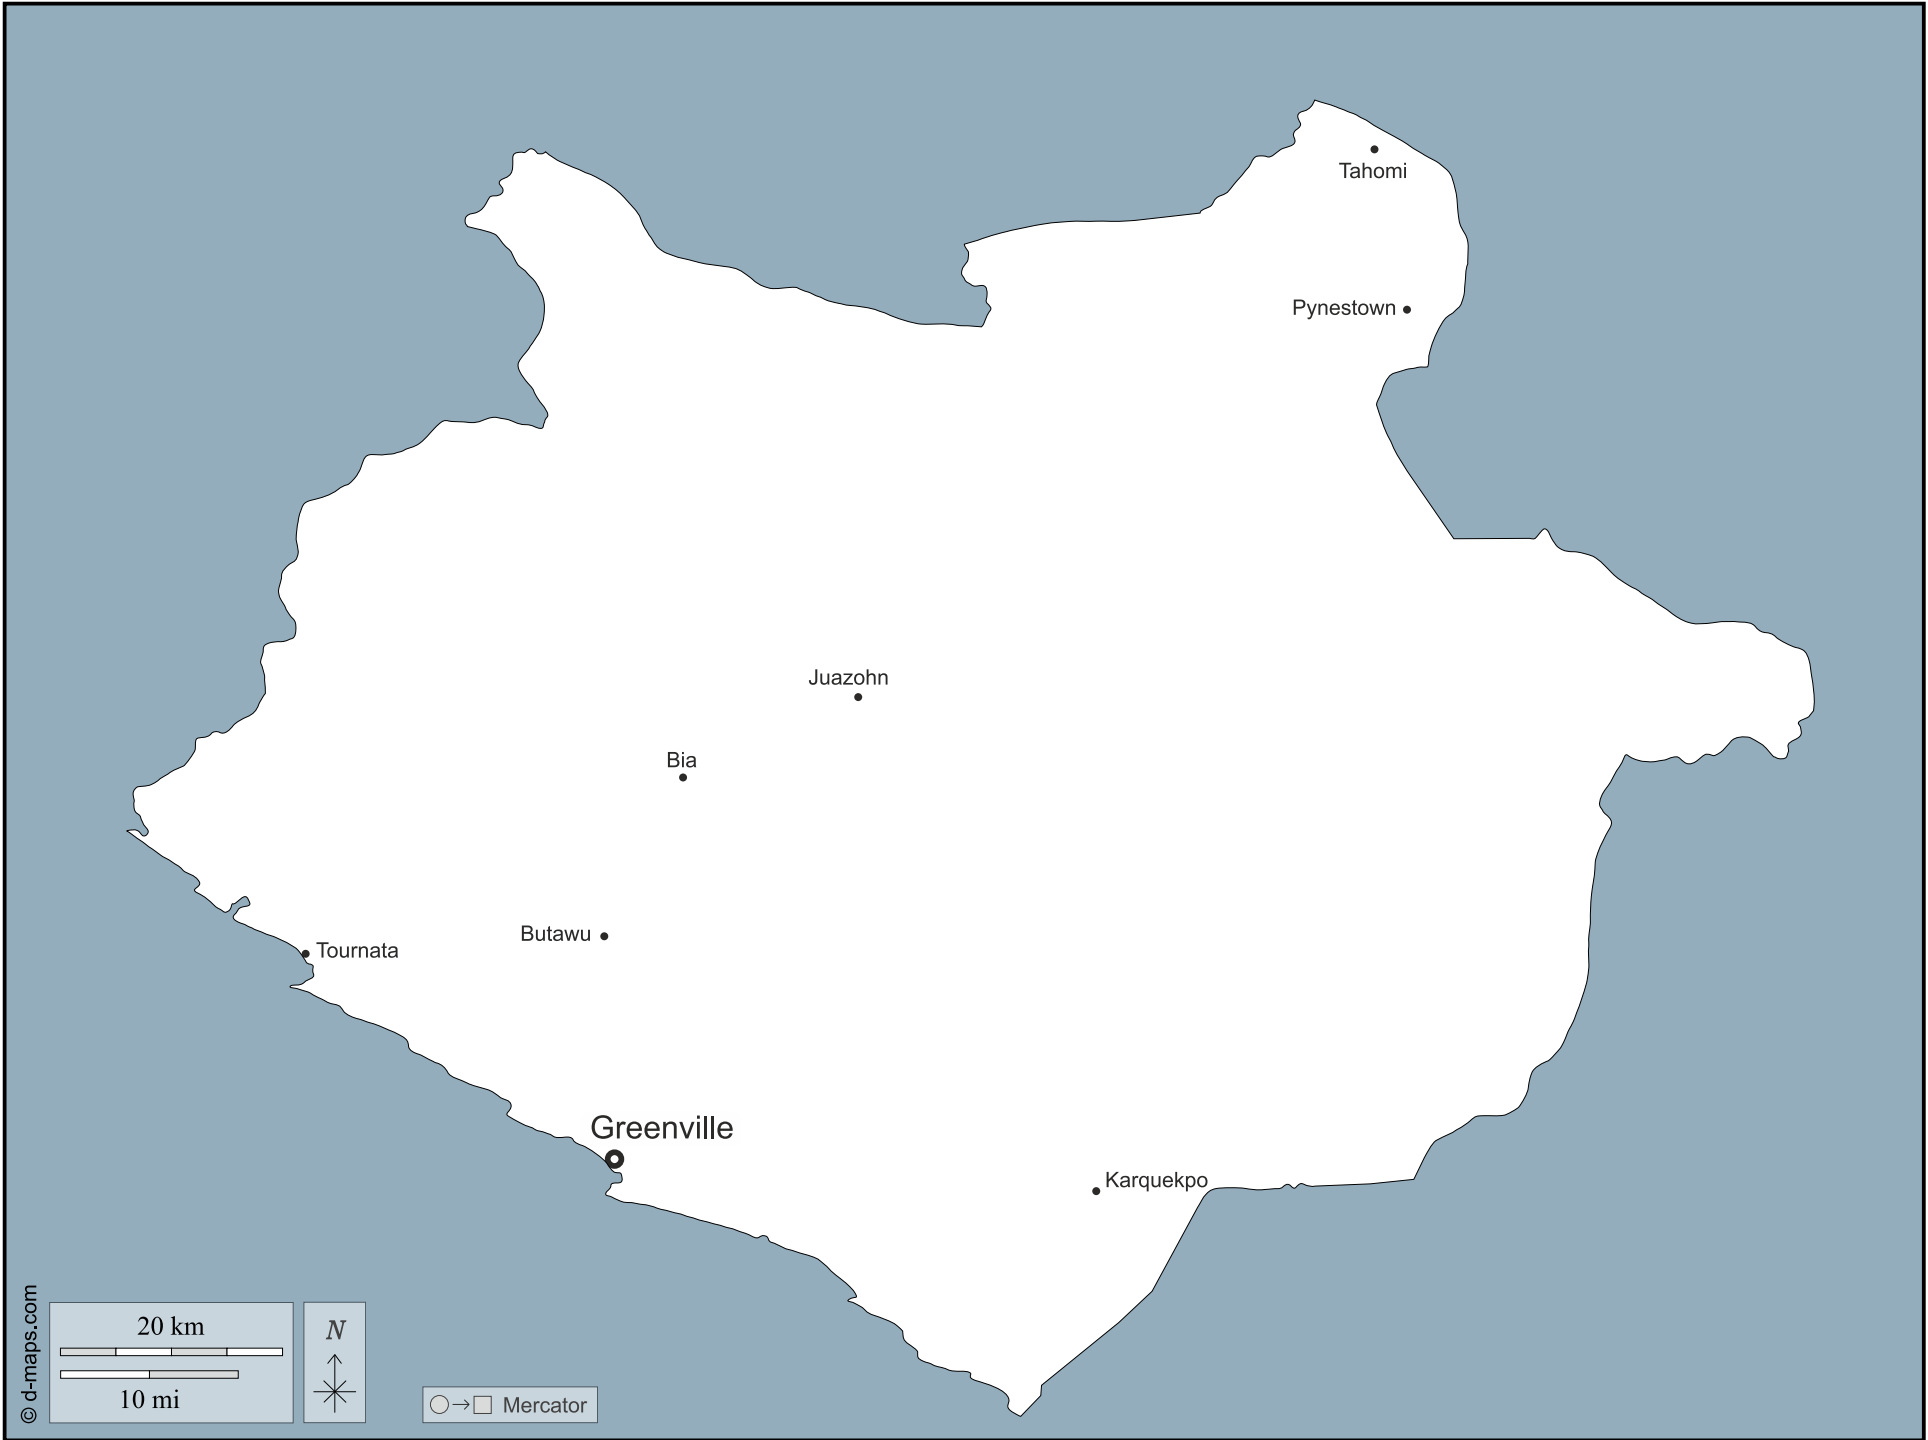 Tahomi
Pynestown
Juazohn
Bia
Butawu
Tournata
Greenville
Karquekpo
© d-maps.com
20 km
10 mi
N
Mercator